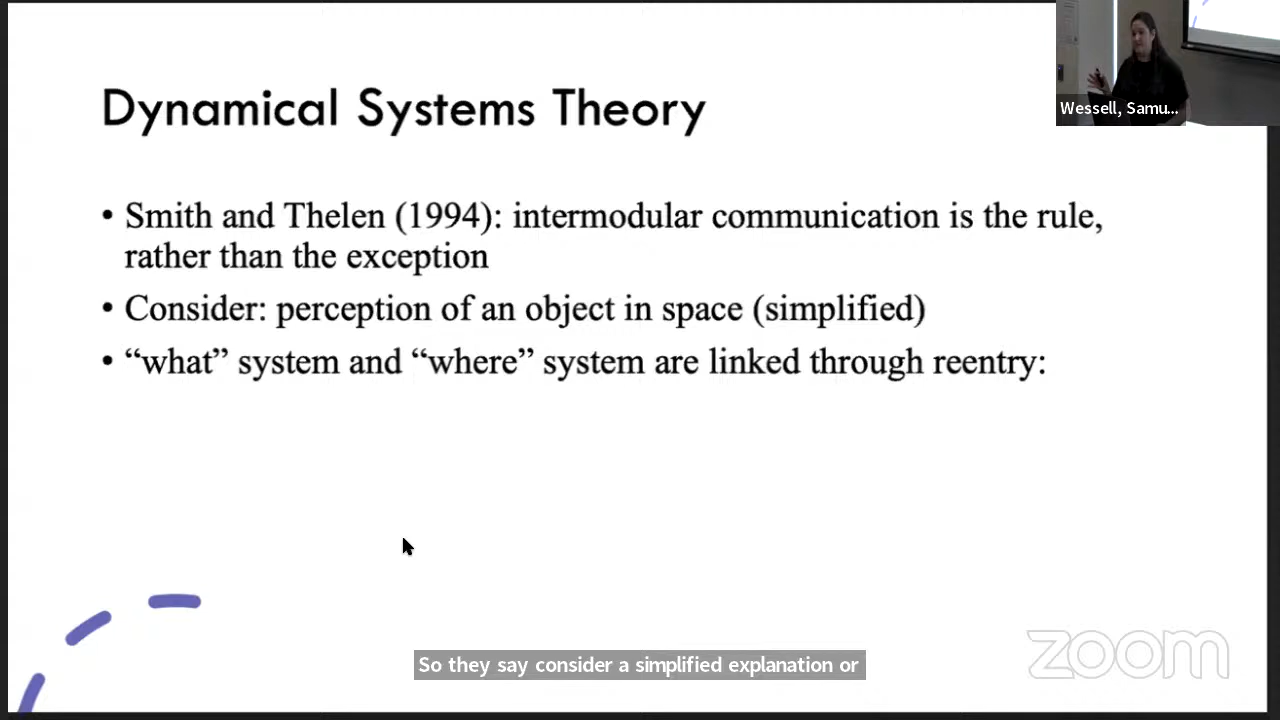 Dynamical Systems Theory
Wessell, Samu...
• Smith and Thelen (1994): intermodular communication is the rule,
rather than the exception
• Consider: perception of an object in space (simplified)
• “what” system and “where” system are linked through reentry:
So they say consider a simplified explanation or
zoom